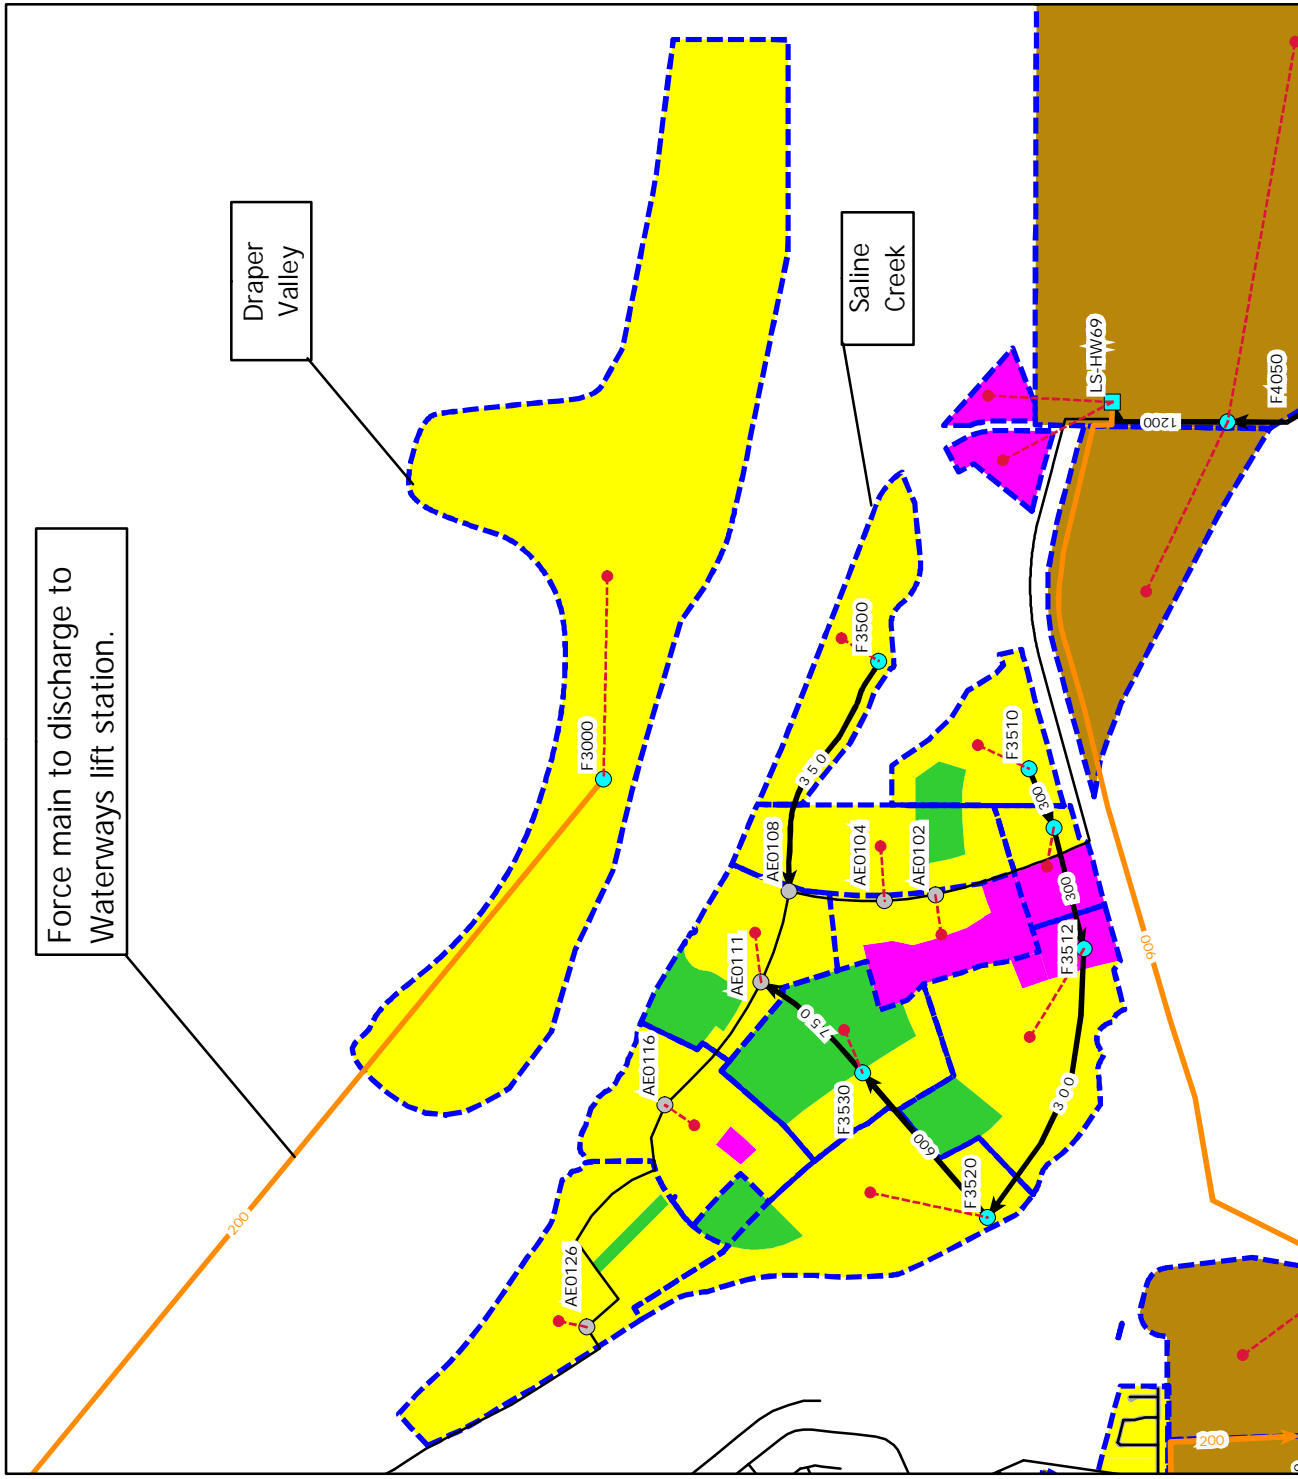 Force main to discharge to
Waterways lift station.
Draper
Valley
Saline
Creek
LS-HW69
F4050
1200
F3500
F3000
350
F3510
300
AE0108
AE0104
AE0102
300
F3512
900
AE0111
750
AE0116
F3530
300
600
F3520
AE0126
200
200